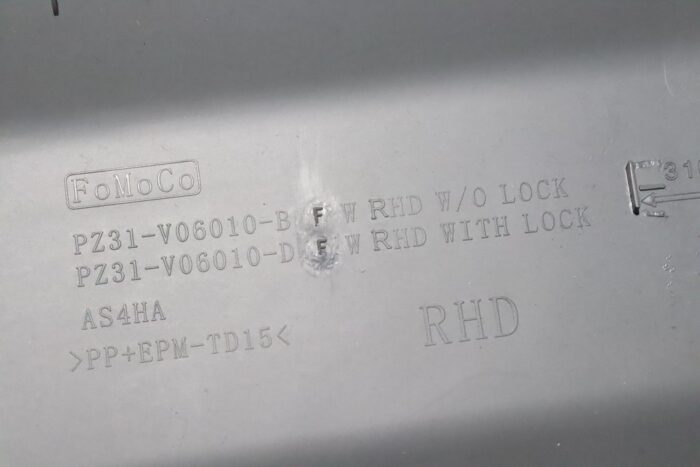 FoMoCo
PZ31-V06010-B F W RHD W/O LOCK
PZ31-V06010-D F W RHD WITH LOCK
AS4HA
>PP+EPM-TD15<
RHD